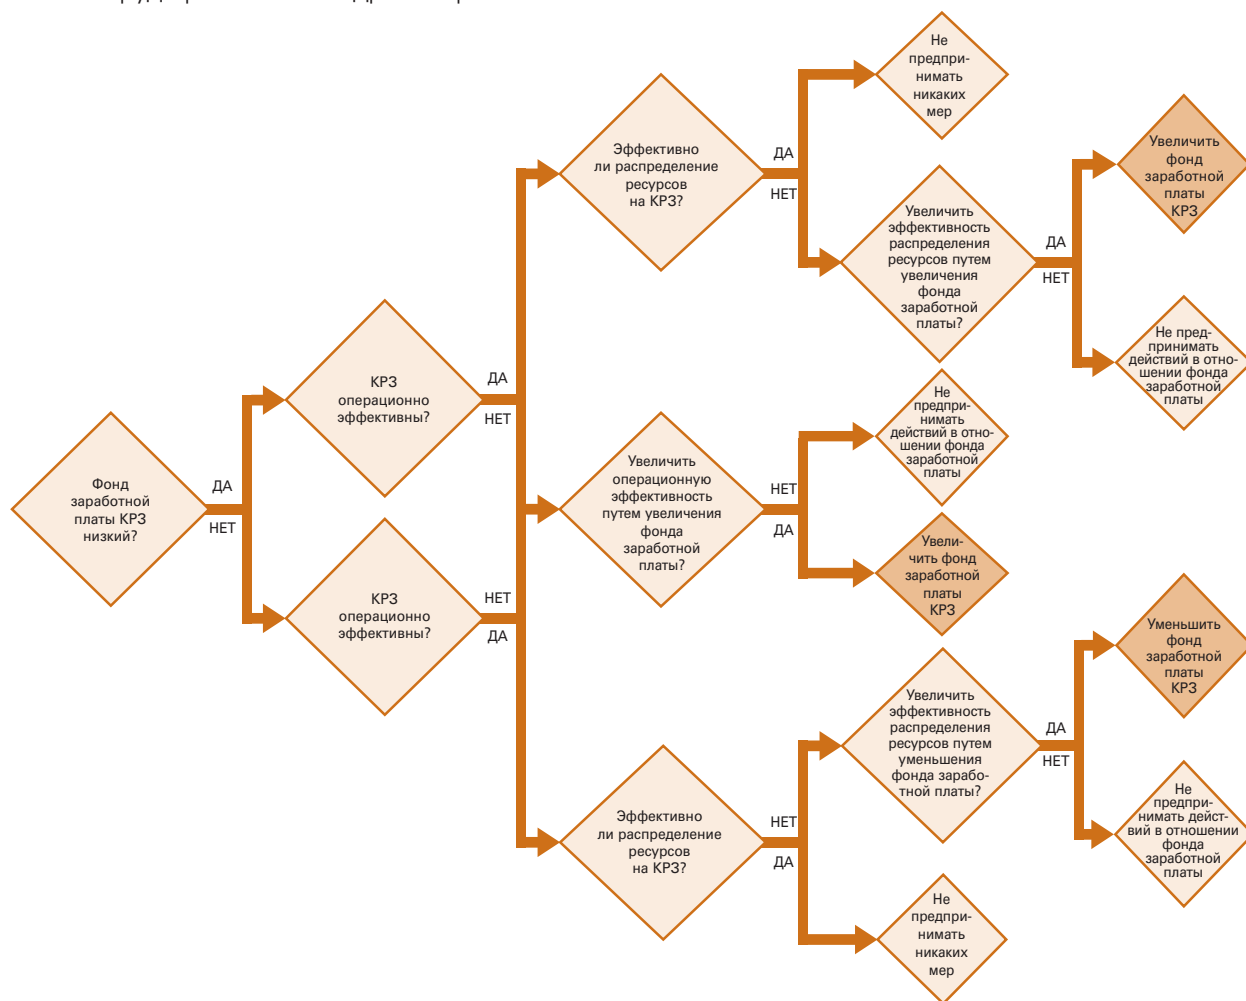 Фонд
заработной
платы КРЗ
низкий?
ДА
НЕТ
КРЗ
операционно
эффективны?
ДА
НЕТ
КРЗ
операционно
эффективны?
НЕТ
ДА
Эффективно
ли распределение
ресурсов
на КРЗ?
ДА
НЕТ
Не
предпри-
нимать
никаких
мер
Увеличить
эффективность
распределения
ресурсов путем
увеличения
фонда
заработной
платы?
ДА
НЕТ
Увеличить
фонд
заработной
платы
КРЗ
Не пред-
принимать
действий в отно-
шении фонда
заработной
платы
Увеличить
операционную
эффективность
путем увеличения
фонда
заработной
платы?
НЕТ
ДА
Не
предпри-
нимать
действий в отно-
шении фонда
заработной
платы
Увели-
чить фонд
заработной
платы
КРЗ
Эффективно
ли распределение
ресурсов
на КРЗ?
НЕТ
ДА
Увеличить
эффективность
распределения
ресурсов путем
уменьшения
фонда зарабо-
тной платы?
ДА
НЕТ
Уменьшить
фонд
заработной
платы
КРЗ
Не
предпри-
нимать дейст-
вий в отношении
фонда
заработной
платы
Не
предпри-
нимать
никаких
мер